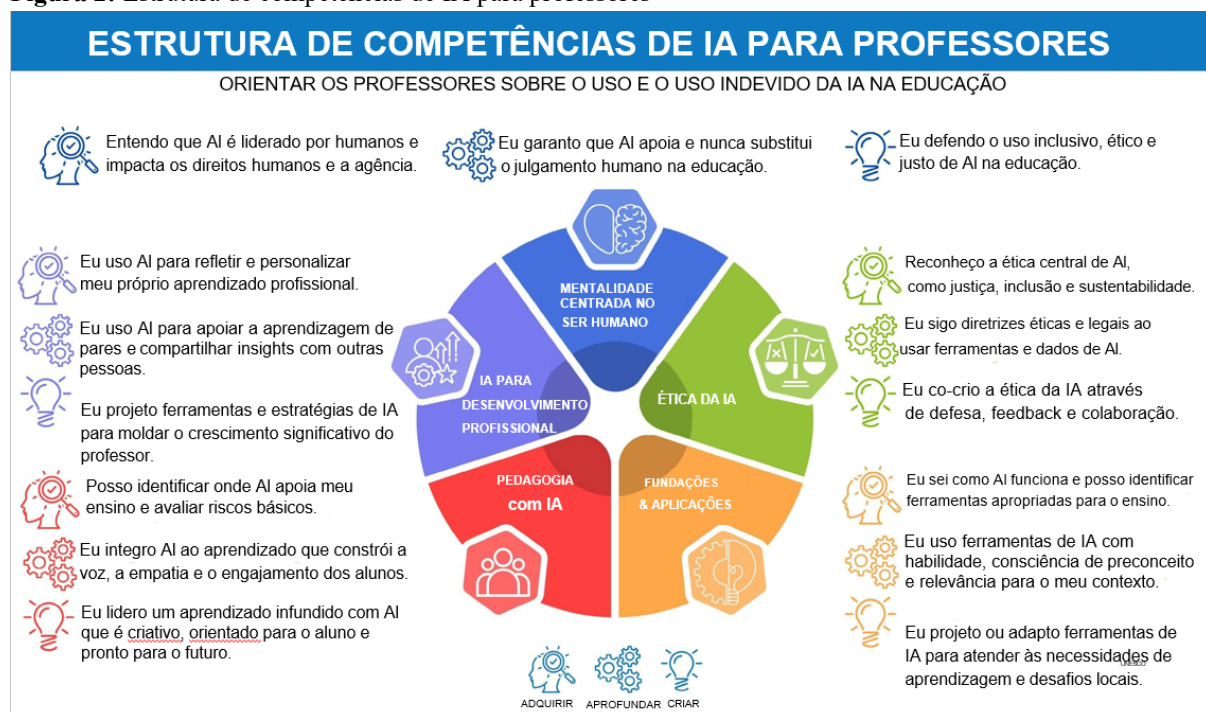 Figura 2: Estrutura de competências de IA para professores
ESTRUTURA DE COMPETÊNCIAS DE IA PARA PROFESSORES
ORIENTAR OS PROFESSORES SOBRE O USO E O USO INDEVIDO DA IA NA EDUCAÇÃO
Entendo que AI é liderado por humanos e
impacta os direitos humanos e a agência.
Eu garanto que AI apoia e nunca substitui
o julgamento humano na educação.
Eu defendo o uso inclusivo, ético e
justo de AI na educação.
Eu uso AI para refletir e personalizar
meu próprio aprendizado profissional.
Eu uso AI para apoiar a aprendizagem de
pares e compartilhar insights com outras
pessoas.
Eu projeto ferramentas e estratégias de IA
para moldar o crescimento significativo do
professor.
Posso identificar onde AI apoia meu
ensino e avaliar riscos básicos.
Eu integro AI ao aprendizado que constrói a
voz, a empatia e o engajamento dos alunos.
Eu lidero um aprendizado infundido com AI
que é criativo, orientado para o aluno e
pronto para o futuro.
MENTALIDADE
CENTRADA NO
SER HUMANO
IA PARA
DESENVOLVIMENTO
PROFISSIONAL
ÉTICA DA IA
PEDAGOGIA
com IA
FUNDAÇÕES
& APLICAÇÕES
Reconheço a ética central de AI,
como justiça, inclusão e sustentabilidade.
Eu sigo diretrizes éticas e legais ao
usar ferramentas e dados de AI.
Eu co-crio a ética da IA através
de defesa, feedback e colaboração.
Eu sei como AI funciona e posso identificar
ferramentas apropriadas para o ensino.
Eu uso ferramentas de IA com
habilidade, consciência de preconceito
e relevância para o meu contexto.
Eu projeto ou adapto ferramentas de
IA para atender às necessidades de
UNESCO
aprendizagem e desafios locais.
ADQUIRIR APROFUNDAR CRIAR